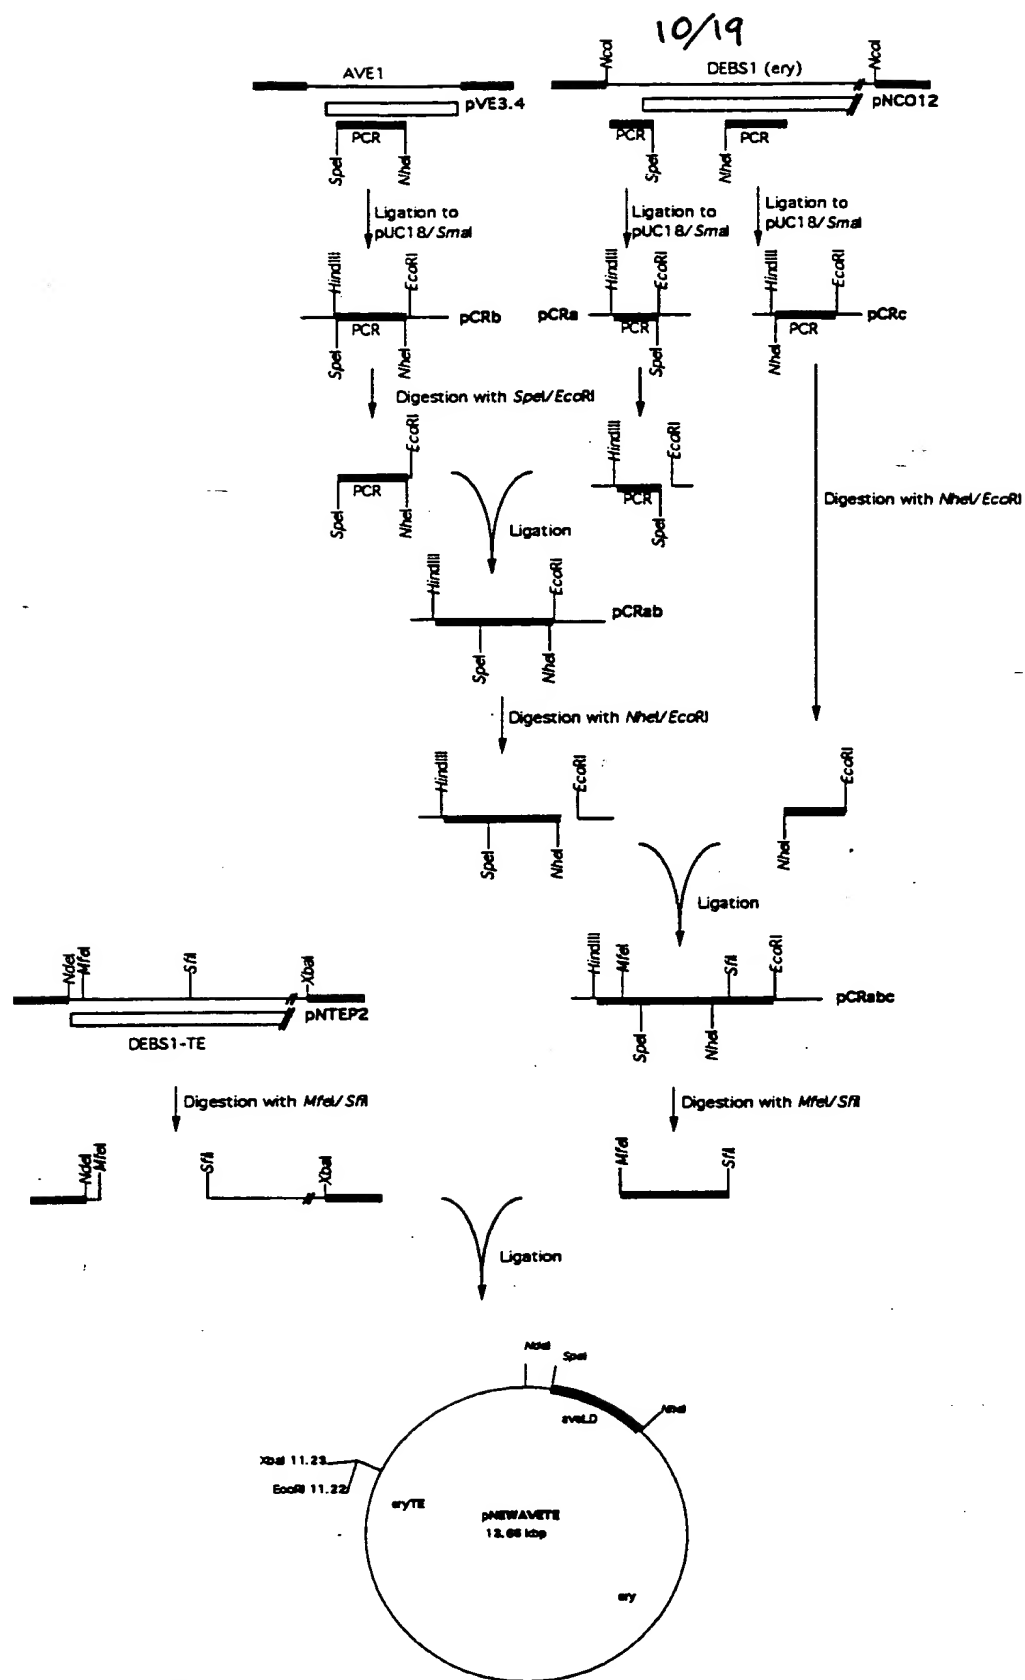 10/19
AVE1
pVE3.4
PCR
SpeI
NheI
NcoI
DEBS1 (ery)
NcoI
pNCO12
PCR
SpeI
PCR
NheI
Ligation to
pUC18/SmaI
Ligation to
pUC18/SmaI
Ligation to
pUC18/SmaI
HindIII
EcoRI
pCRb
PCR
SpeI
NheI
HindIII
EcoRI
pCRa
PCR
SpeI
HindIII
EcoRI
pCRc
PCR
NheI
Digestion with SpeI/EcoRI
EcoRI
PCR
SpeI
NheI
HindIII
EcoRI
PCR
SpeI
Digestion with NheI/EcoRI
Ligation
HindIII
EcoRI
pCRab
SpeI
NheI
Digestion with NheI/EcoRI
HindIII
EcoRI
SpeI
NheI
EcoRI
NheI
Ligation
NdeI
MfeI
SfiI
XbaI
pNTEP2
DEBS1-TE
HindIII
MfeI
SfiI
EcoRI
pCRabc
SpeI
NheI
Digestion with MfeI/SfiI
Digestion with MfeI/SfiI
NdeI
MfeI
SfiI
XbaI
MfeI
SfiI
Ligation
NdeI
SpeI
aveLD
NheI
XbaI 11.23
EcoRI 11.22
eryTE
pNEWAVETE
13.66 kbp
ery